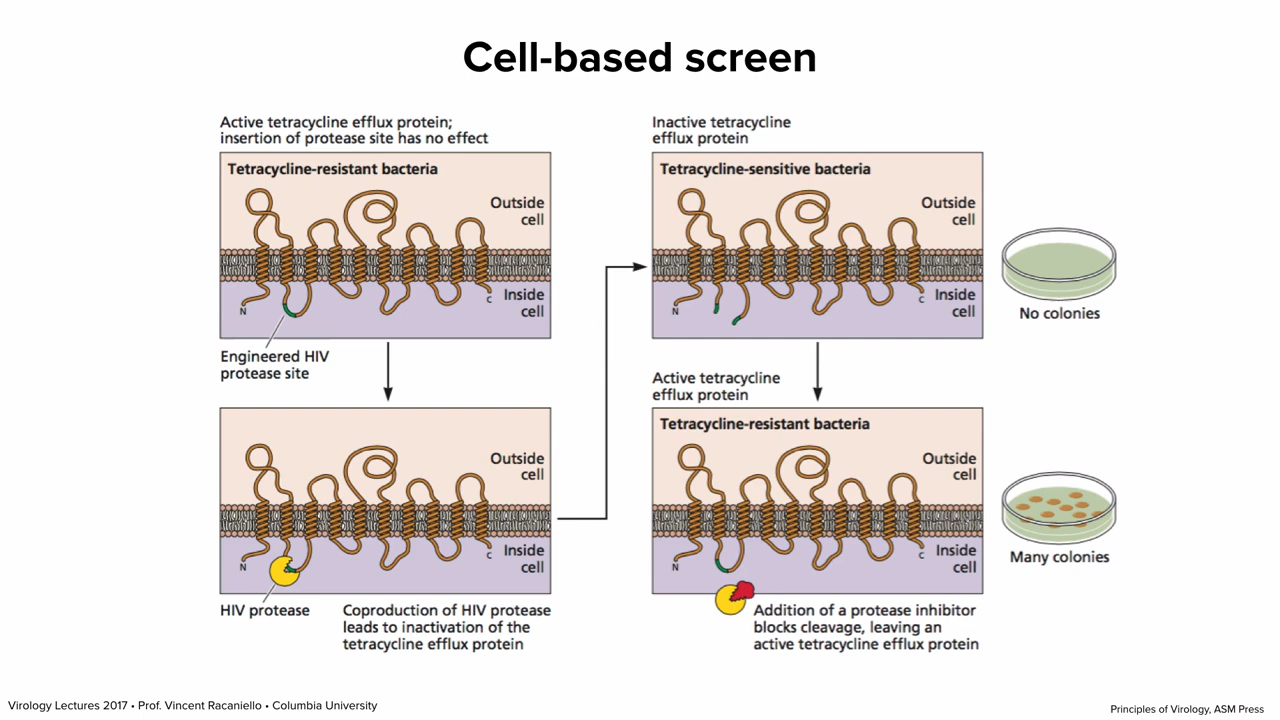 Cell-based screen
Active tetracycline efflux protein;
insertion of protease site has no effect
Tetracycline-resistant bacteria
Outside
cell
Inside
cell
N
C
Engineered HIV
protease site
Outside
cell
Inside
cell
N
C
HIV protease
Coproduction of HIV protease
leads to inactivation of the
tetracycline efflux protein
Inactive tetracycline
efflux protein
Tetracycline-sensitive bacteria
Outside
cell
Inside
cell
N
C
No colonies
Active tetracycline
efflux protein
Tetracycline-resistant bacteria
Outside
cell
Inside
cell
N
C
Many colonies
Addition of a protease inhibitor
blocks cleavage, leaving an
active tetracycline efflux protein
Virology Lectures 2017 • Prof. Vincent Racaniello • Columbia University
Principles of Virology, ASM Press